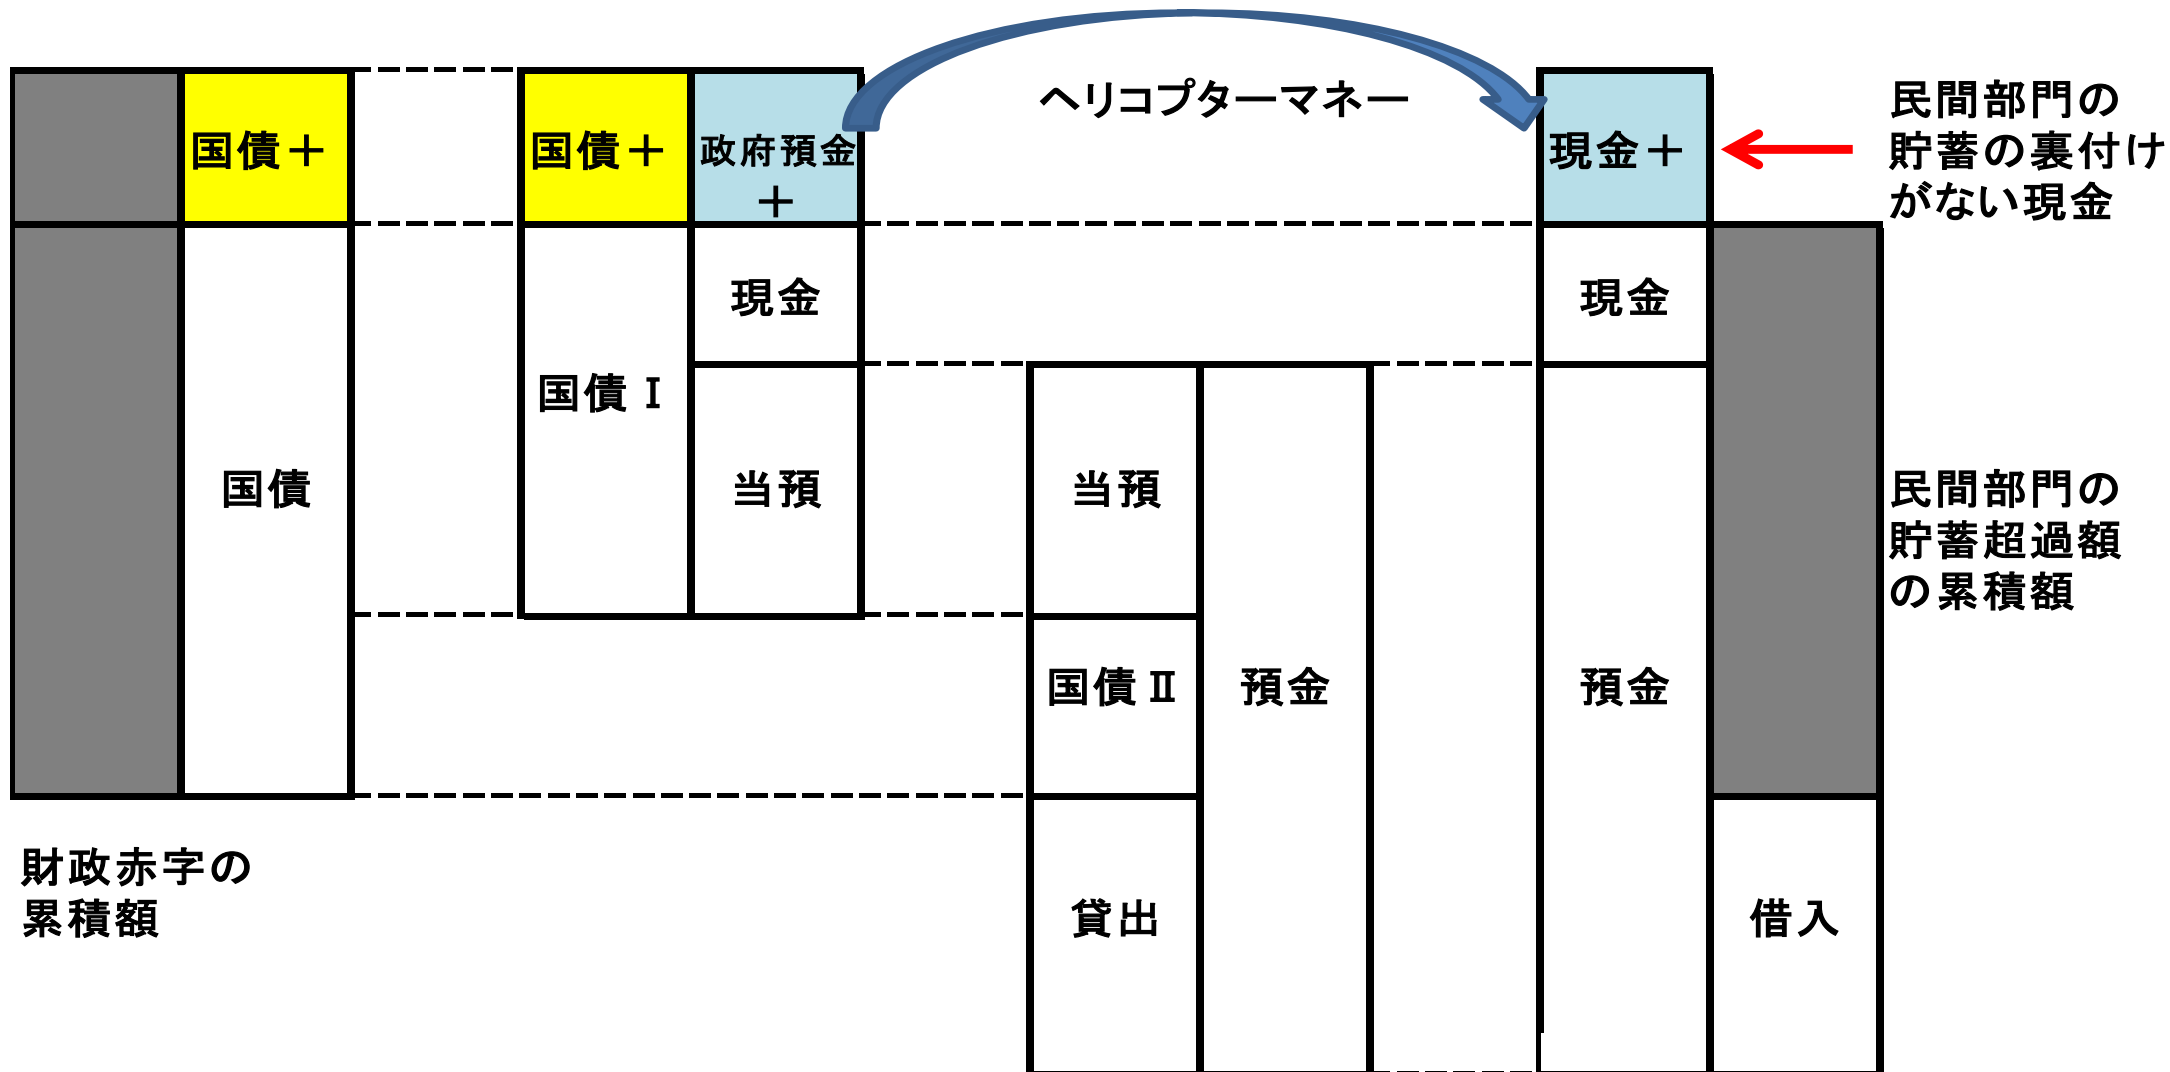 ヘリコプターマネー
国債＋
国債＋
政府預金
＋
現金＋
民間部門の
貯蓄の裏付け
がない現金
現金
現金
国債Ⅰ
国債
当預
当預
民間部門の
貯蓄超過額
の累積額
国債Ⅱ
預金
預金
財政赤字の
累積額
貸出
借入